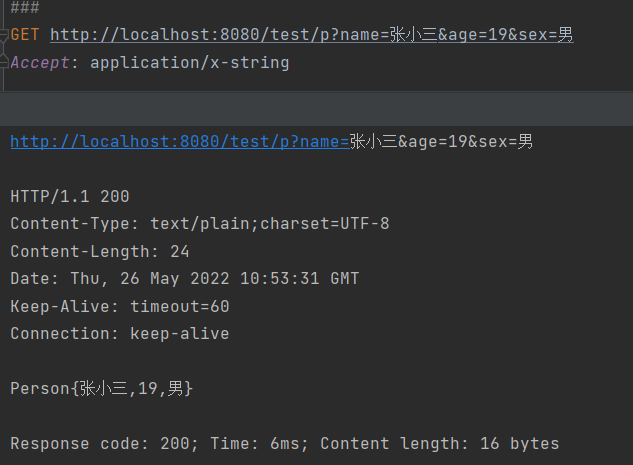 ###
GET http://localhost:8080/test/p?name=张小三&age=19&sex=男
Accept: application/x-string
http://localhost:8080/test/p?name=张小三&age=19&sex=男
HTTP/1.1 200
Content-Type: text/plain;charset=UTF-8
Content-Length: 24
Date: Thu, 26 May 2022 10:53:31 GMT
Keep-Alive: timeout=60
Connection: keep-alive
Person{张小三,19,男}
Response code: 200; Time: 6ms; Content length: 16 bytes